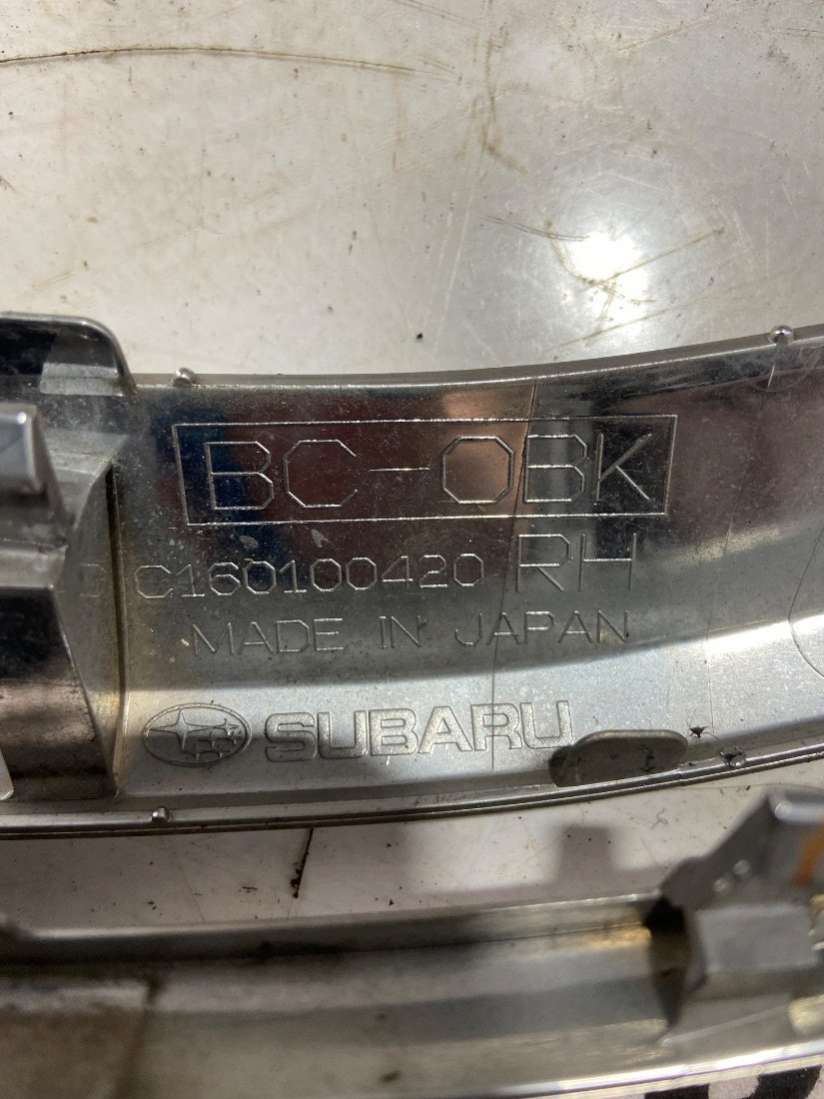 BC-OBK
C160100420 RH
MADE IN JAPAN
SUBARU